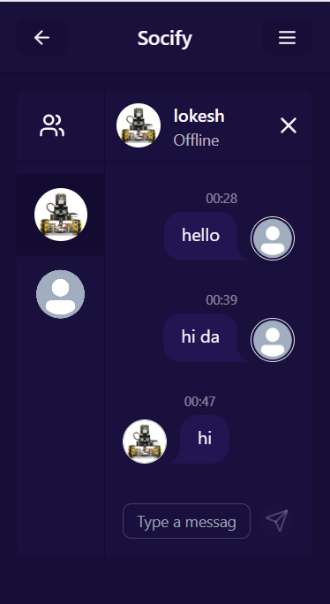 Socify
lokesh
Offline
00:28
hello
00:39
hi da
00:47
hi
Type a messag